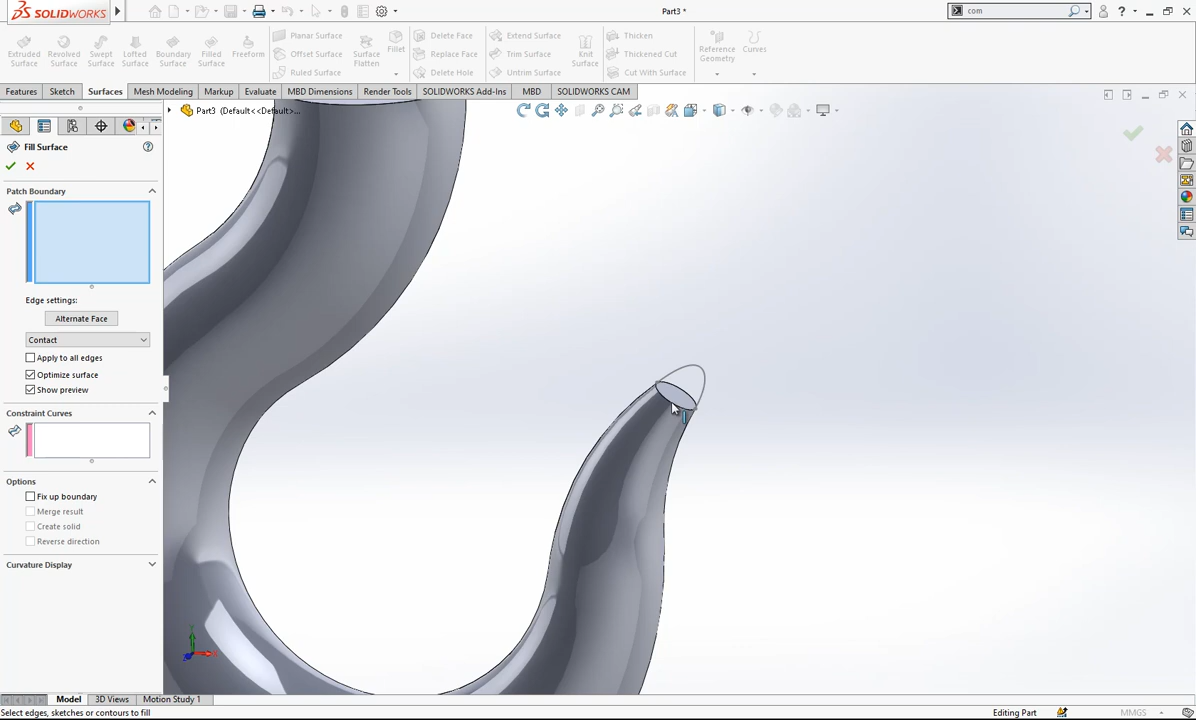 SOLIDWORKS
Part3 *
com
Extruded Surface
Revolved Surface
Swept Surface
Lofted Surface
Boundary Surface
Filled Surface
Freeform
Planar Surface
Offset Surface
Ruled Surface
Surface Flatten
Fillet
Delete Face
Replace Face
Delete Hole
Extend Surface
Trim Surface
Untrim Surface
Knit Surface
Thicken
Thickened Cut
Cut With Surface
Reference Geometry
Curves
Features
Sketch
Surfaces
Mesh Modeling
Markup
Evaluate
MBD Dimensions
Render Tools
SOLIDWORKS Add-Ins
MBD
SOLIDWORKS CAM
Part3 (Default<<Default>...
Fill Surface
Patch Boundary
Edge settings:
Alternate Face
Contact
Apply to all edges
Optimize surface
Show preview
Constraint Curves
Options
Fix up boundary
Merge result
Create solid
Reverse direction
Curvature Display
Model
3D Views
Motion Study 1
Select edges, sketches or contours to fill
Editing Part
MMGS